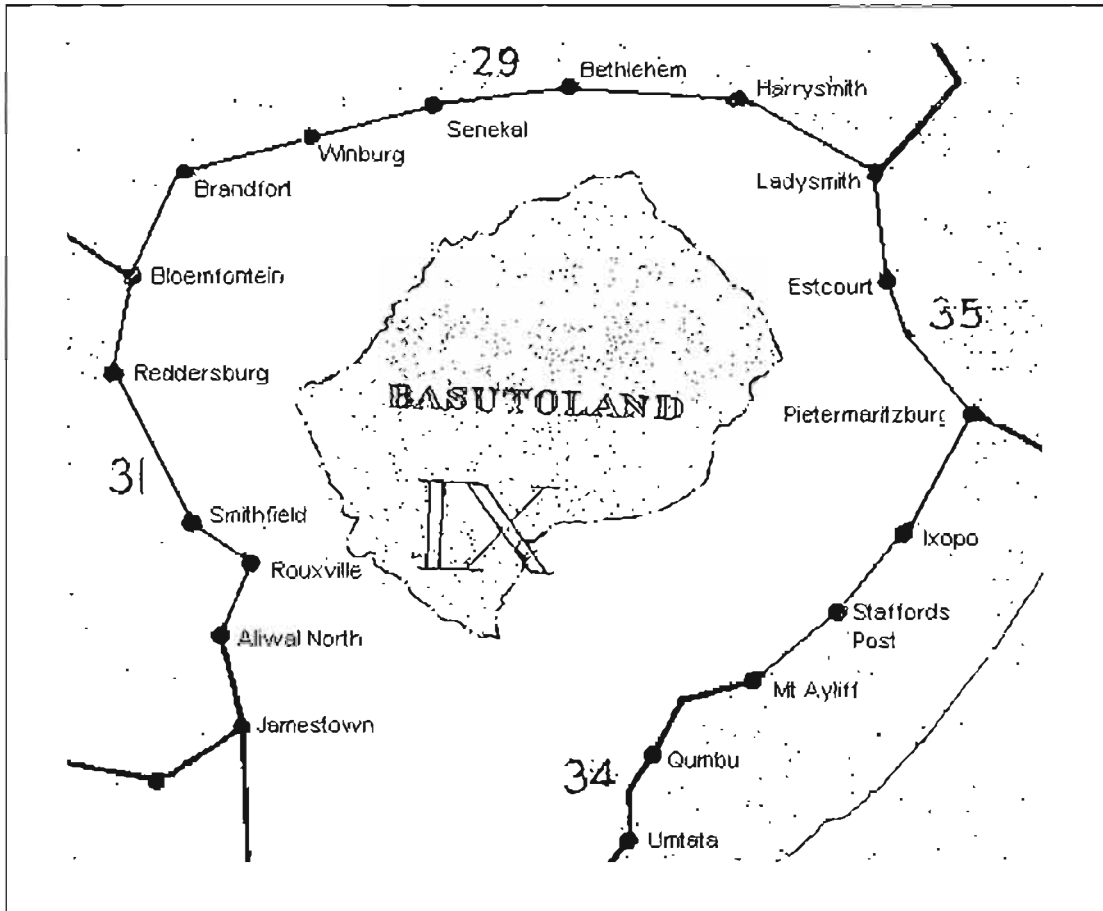 29
Bethlehem
Harrysmith
Senekal
Winburg
Ladysmith
Brandfort
Bloemfontein
Estcourt
35
Reddersburg
BASUTOLAND
Pietermaritzburg
31
IX
Smithfield
Ixopo
Rouxville
Staffords
Post
Aliwal North
Mt Ayliff
Jamestown
Qumbu
34
Umtata